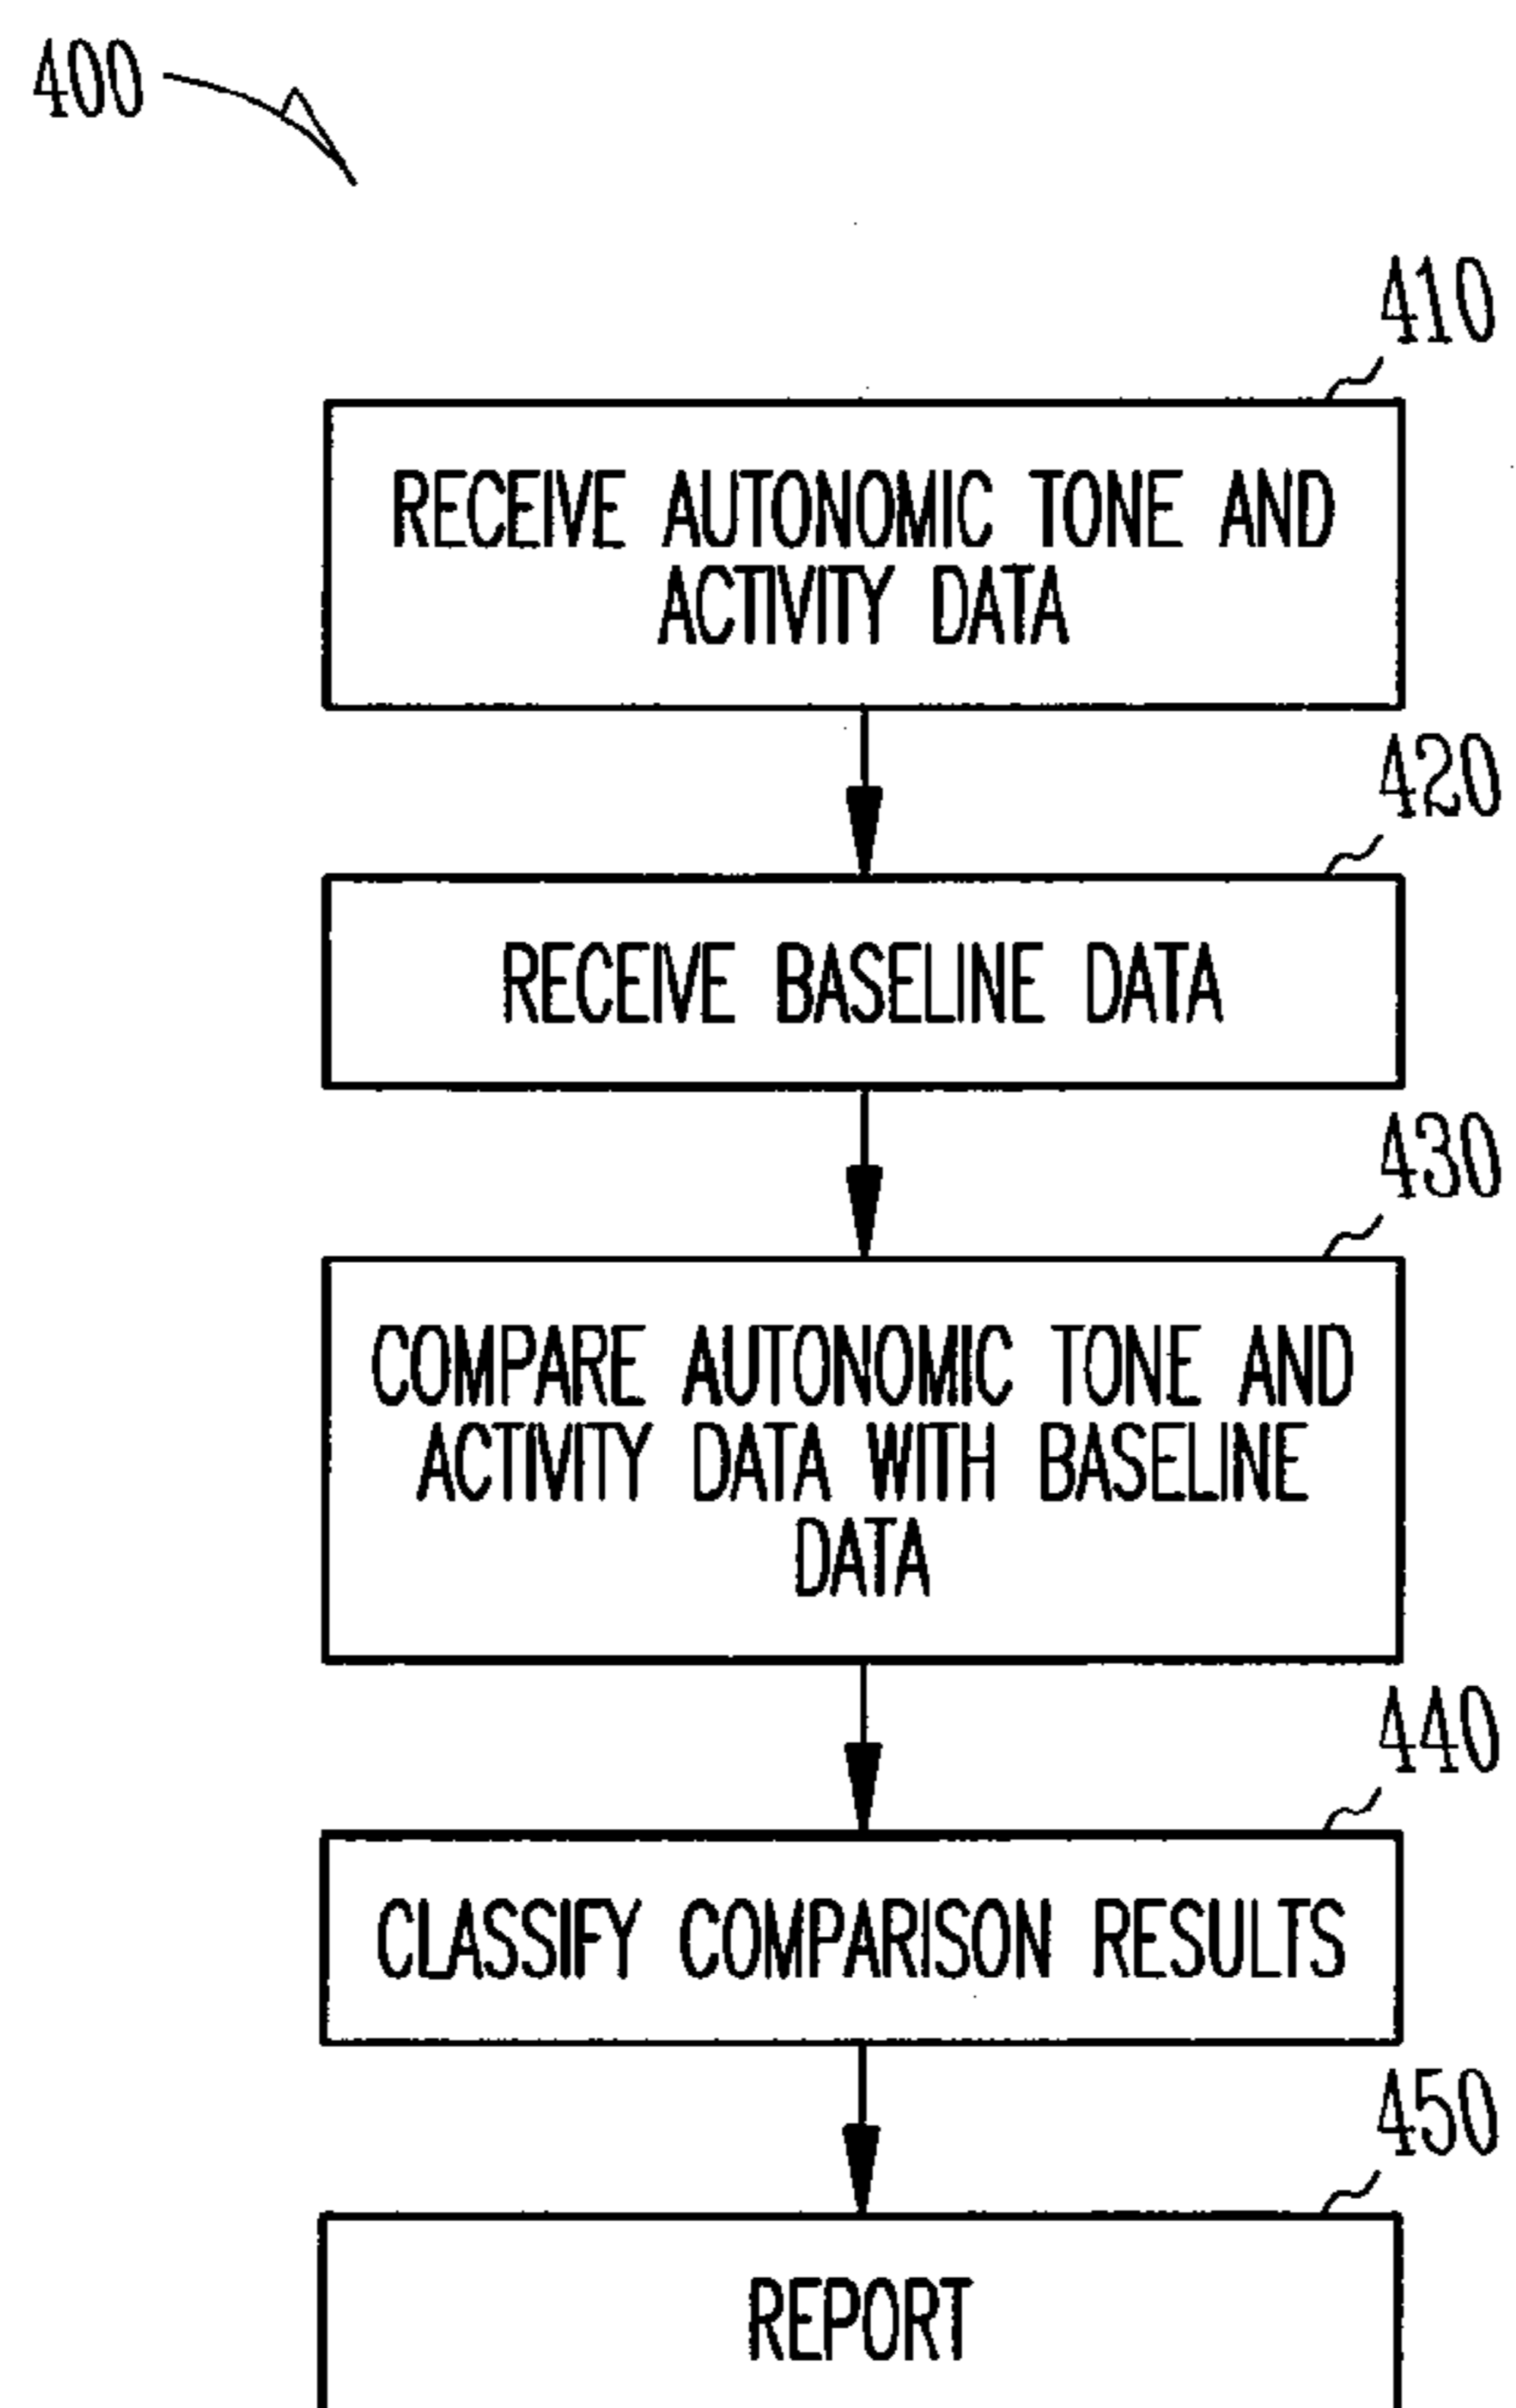 400
410
RECEIVE AUTONOMIC TONE AND
ACTIVITY DATA
420
RECEIVE BASELINE DATA
430
COMPARE AUTONOMIC TONE AND
ACTIVITY DATA WITH BASELINE
DATA
440
CLASSIFY COMPARISON RESULTS
450
REPORT